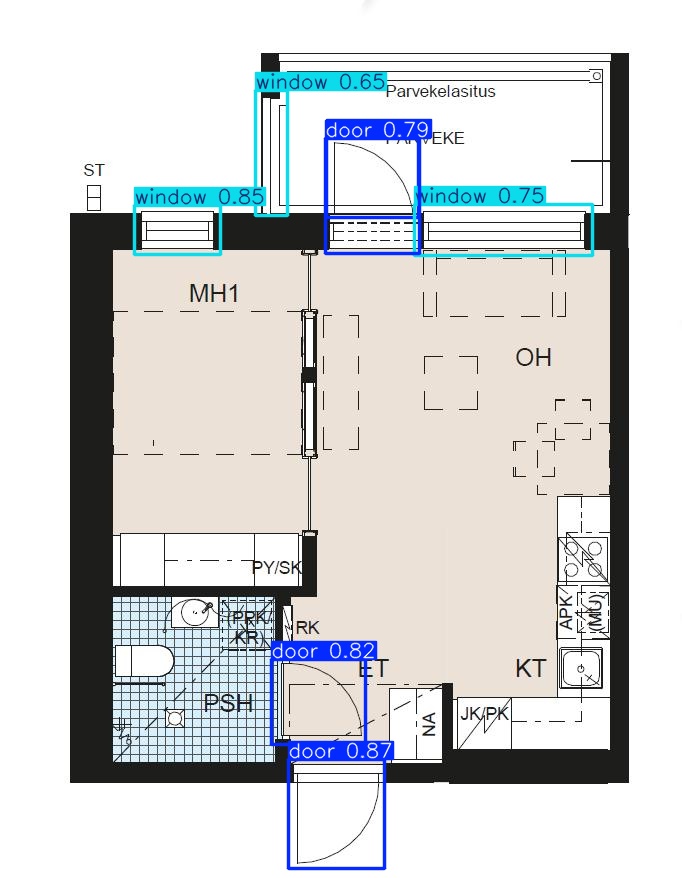 window 0.65
Parvekelasitus
door 0.79
ST
window 0.85
window 0.75
MH1
OH
PY/SK
(PRK/
KR)
RK
APK
(MU)
door 0.82
ET
KT
PSH
NA
JK/PK
door 0.87